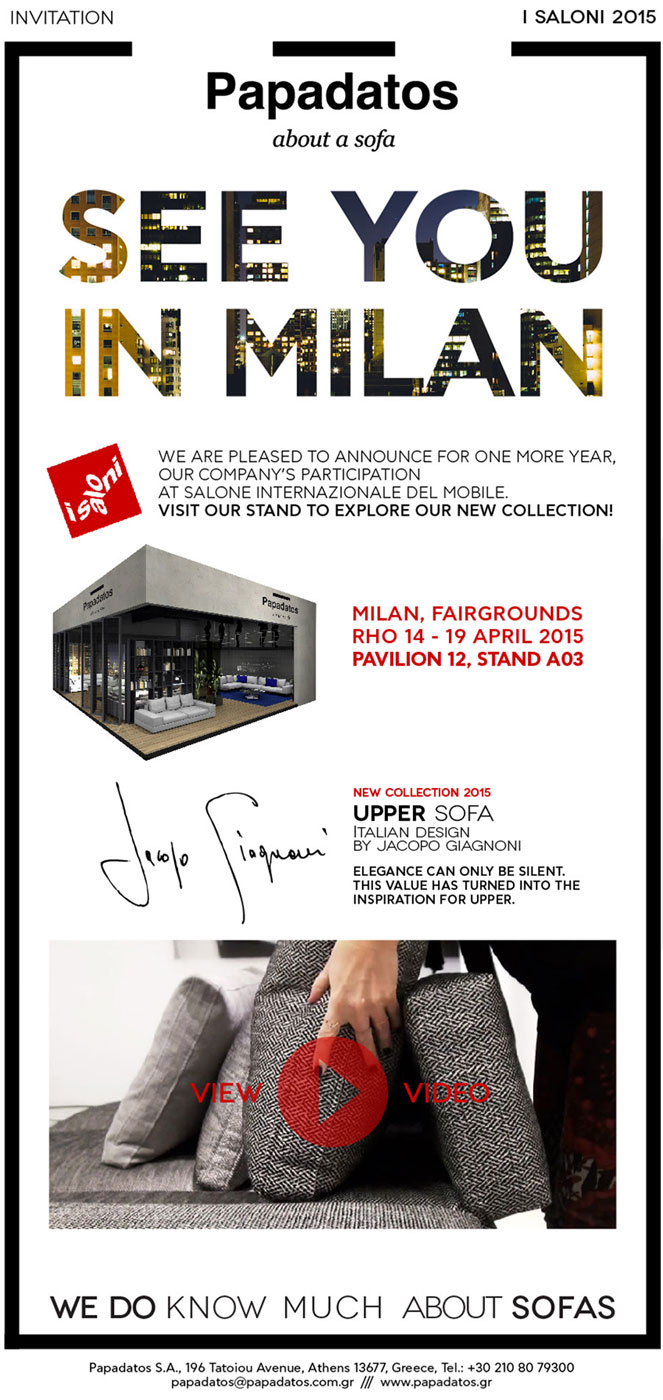 INVITATION
I SALONI 2015
Papadatos
about a sofa
SEE YOU
IN MILAN
i saloni
WE ARE PLEASED TO ANNOUNCE FOR ONE MORE YEAR,
OUR COMPANY'S PARTICIPATION
AT SALONE INTERNAZIONALE DEL MOBILE.
VISIT OUR STAND TO EXPLORE OUR NEW COLLECTION!
Papadatos
Papadatos
MILAN, FAIRGROUNDS
RHO 14 - 19 APRIL 2015
PAVILION 12, STAND A03
Jacopo Giagnoni
NEW COLLECTION 2015
UPPER SOFA
ITALIAN DESIGN
BY JACOPO GIAGNONI
ELEGANCE CAN ONLY BE SILENT.
THIS VALUE HAS TURNED INTO THE
INSPIRATION FOR UPPER.
VIEW VIDEO
WE DO KNOW MUCH ABOUT SOFAS
Papadatos S.A., 196 Tatoiou Avenue, Athens 13677, Greece, Tel.: +30 210 80 79300
papadatos@papadatos.com.gr /// www.papadatos.gr